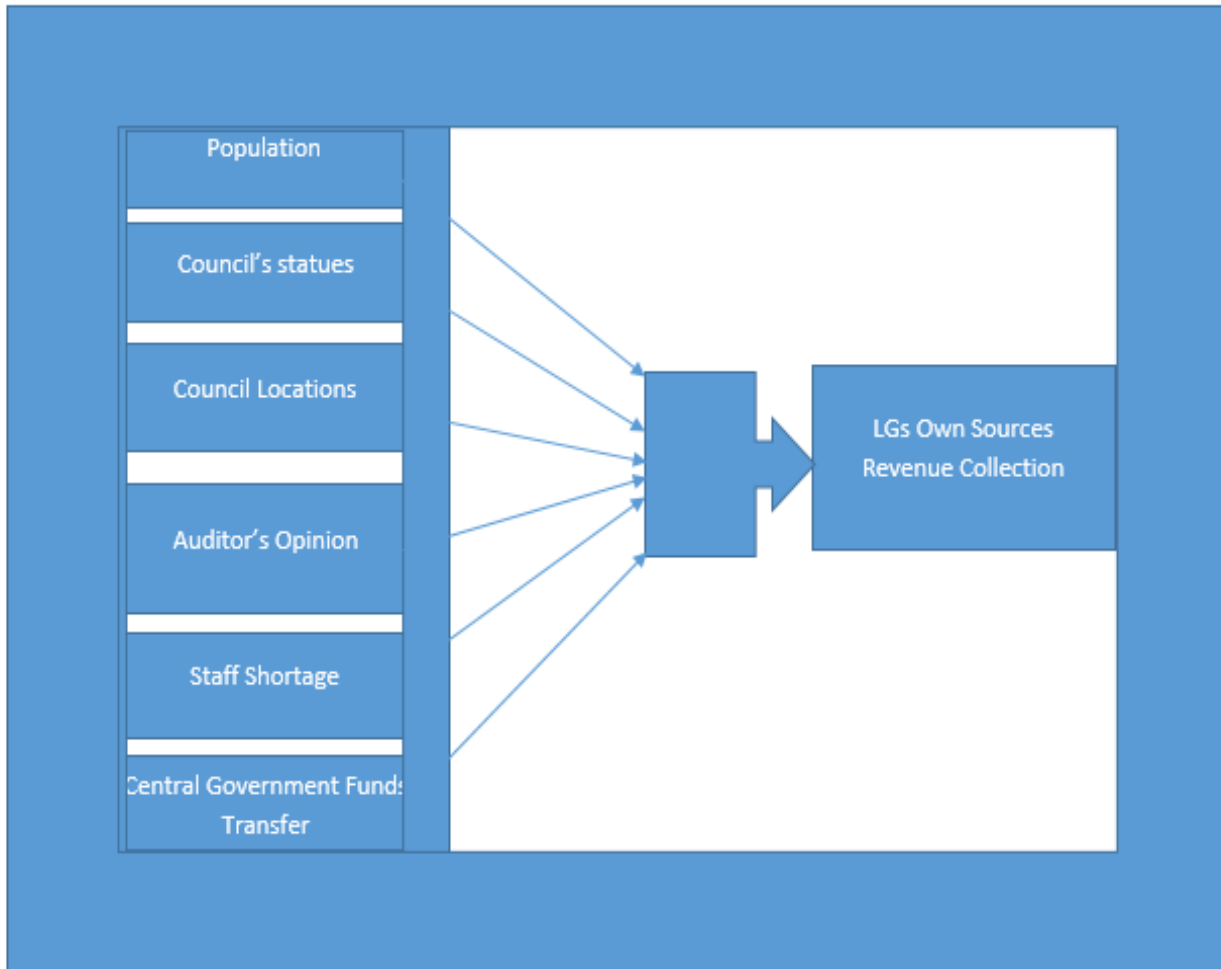 Population
Council's statues
Council Locations
Auditor's Opinion
Staff Shortage
Central Government Funds
Transfer
LGs Own Sources
Revenue Collection